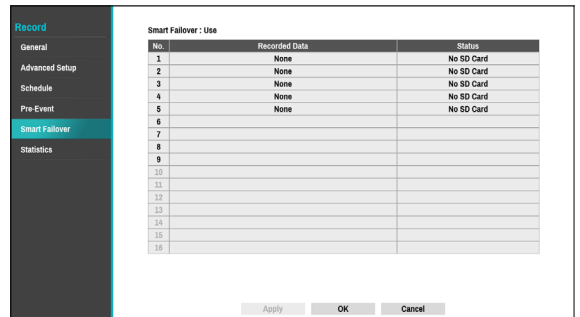 Record
General
Advanced Setup
Schedule
Pre-Event
Smart Failover
Statistics
Smart Failover : Use
No. Recorded Data Status
1 None No SD Card
2 None No SD Card
3 None No SD Card
4 None No SD Card
5 None No SD Card
6
7
8
9
10
11
12
13
14
15
16
Apply OK Cancel